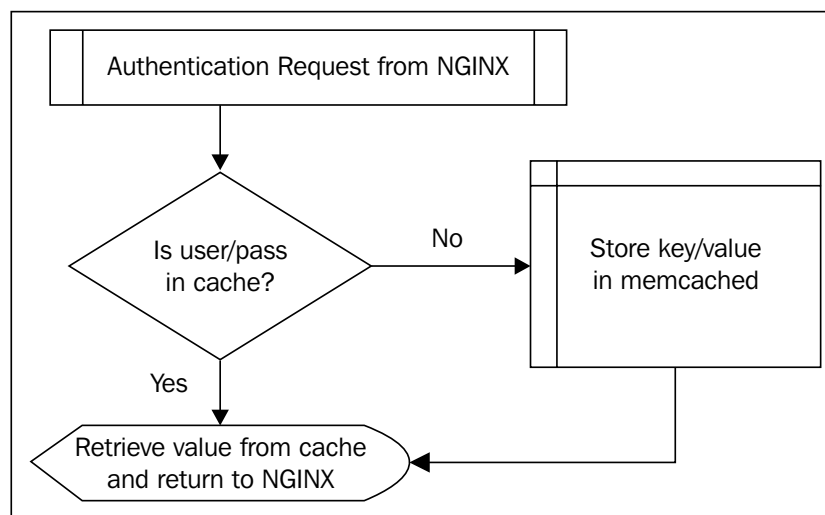 Authentication Request from NGINX
Is user/pass
in cache?
No
Store key/value
in memcached
Yes
Retrieve value from cache
and return to NGINX